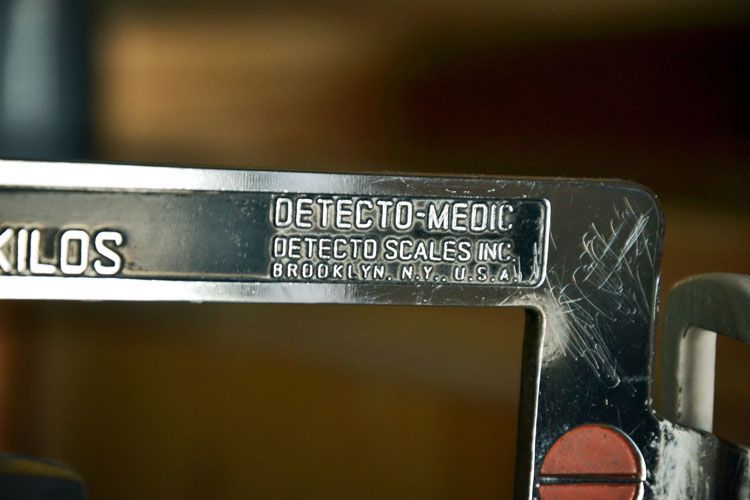 KILOS
DETECTO-MEDIC
DETECTO SCALES INC.
BROOKLYN, N.Y., U.S.A.